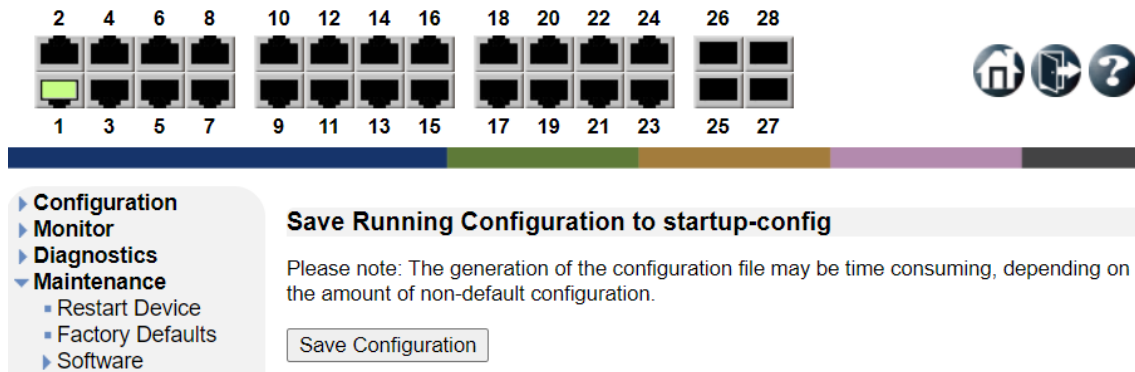 2 4 6 8 10 12 14 16 18 20 22 24 26 28
?
1 3 5 7 9 11 13 15 17 19 21 23 25 27
Configuration
Monitor
Diagnostics
Maintenance
Restart Device
Factory Defaults
Software
Save Running Configuration to startup-config
Please note: The generation of the configuration file may be time consuming, depending on
the amount of non-default configuration.
Save Configuration